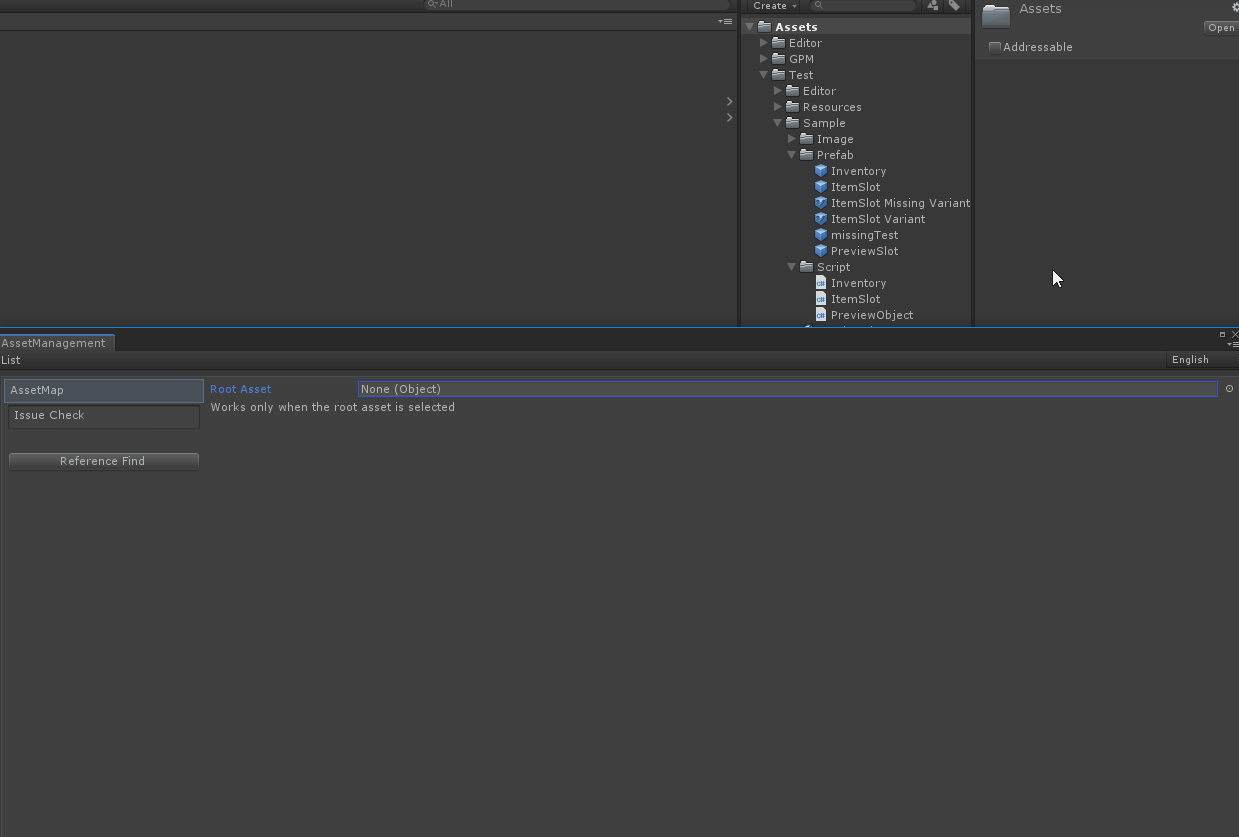 All
Create
Assets
Editor
GPM
Test
Editor
Resources
Sample
Image
Prefab
Inventory
ItemSlot
ItemSlot Missing Variant
ItemSlot Variant
missingTest
PreviewSlot
Script
Inventory
ItemSlot
PreviewObject
Assets
Open
Addressable
AssetManagement
List
English
AssetMap
Issue Check
Reference Find
Root Asset
None (Object)
Works only when the root asset is selected